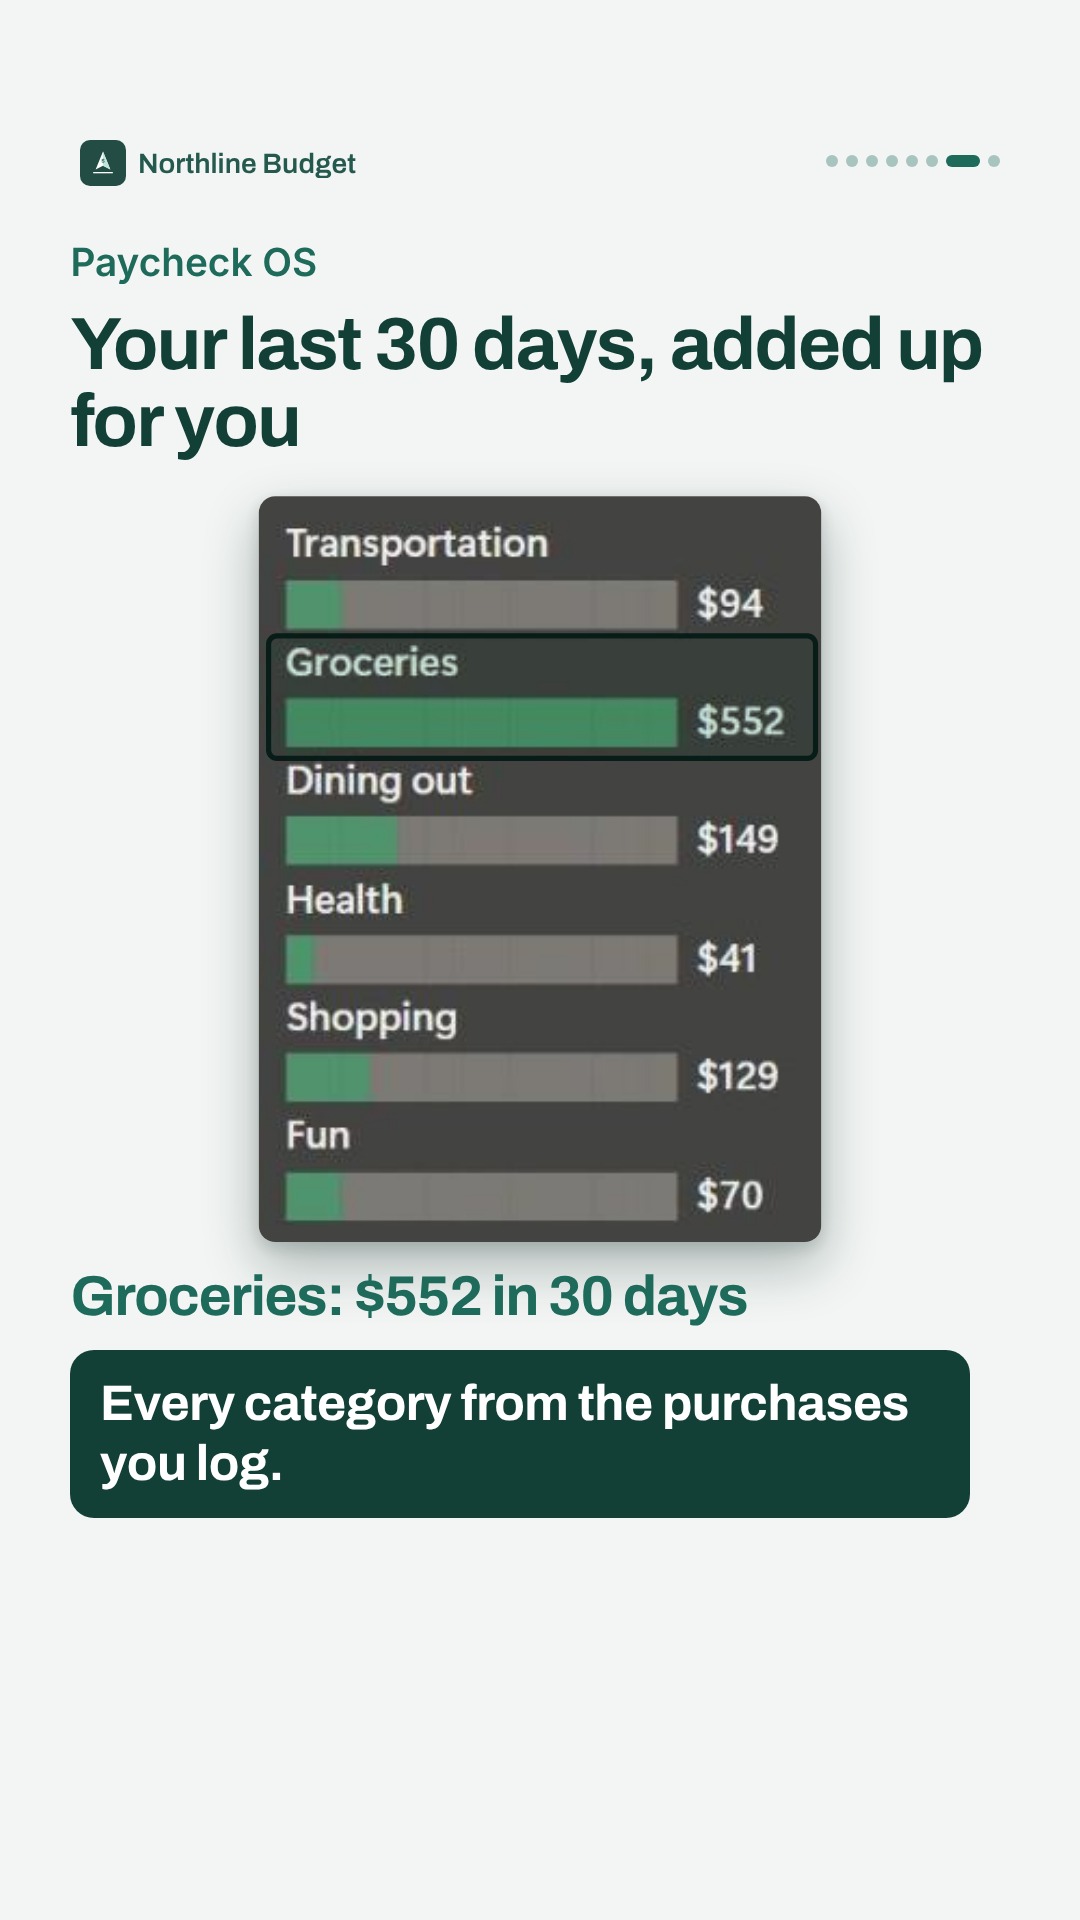 Northline Budget
Paycheck OS
Your last 30 days, added up
for you
Transportation
$94
Groceries
$552
Dining out
$149
Health
$41
Shopping
$129
Fun
$70
Groceries: $552 in 30 days
Every category from the purchases
you log.